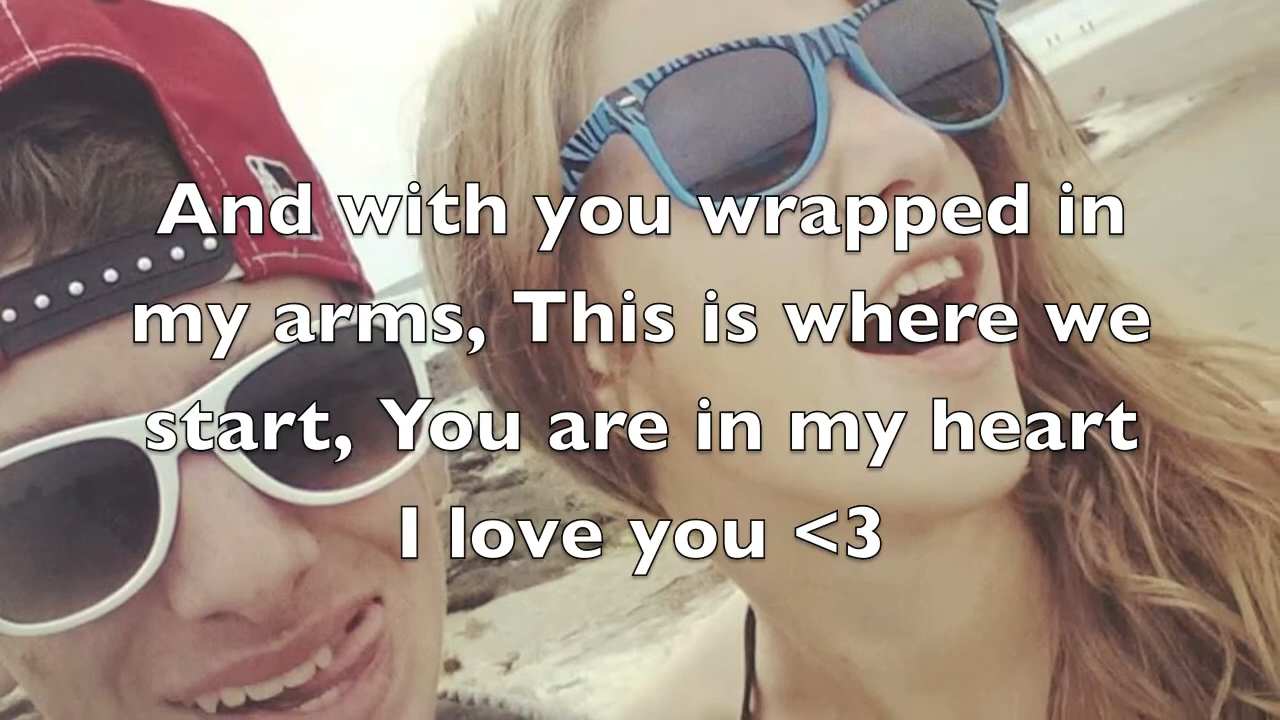 And with you wrapped in
my arms, This is where we
start, You are in my heart
I love you <3